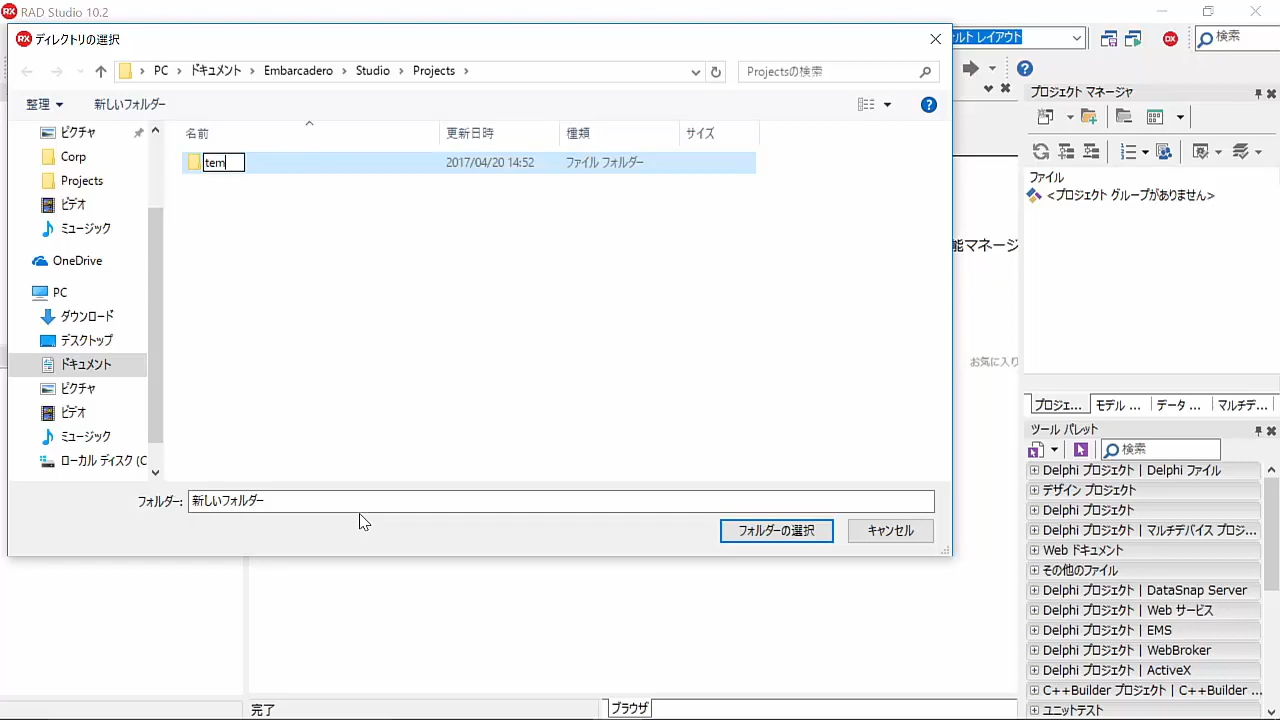 RAD Studio 10.2
ディレクトリの選択
ルト レイアウト
検索
PC > ドキュメント > Embarcadero > Studio > Projects >
Projectsの検索
整理
新しいフォルダー
プロジェクト マネージャ
名前
更新日時
種類
サイズ
ピクチャ
tem
2017/04/20 14:52
ファイル フォルダー
Corp
Projects
ビデオ
ミュージック
OneDrive
PC
ダウンロード
デスクトップ
ドキュメント
ピクチャ
ビデオ
ミュージック
ローカル ディスク (C
フォルダー:
新しいフォルダー
フォルダーの選択
キャンセル
ファイル
<プロジェクト グループがありません>
能マネージ
お気に入り
プロジェ...
モデル ...
データ ...
マルチデ...
ツール パレット
検索
Delphi プロジェクト | Delphi ファイル
デザイン プロジェクト
Delphi プロジェクト
Delphi プロジェクト | マルチデバイス プロジ...
Web ドキュメント
その他のファイル
Delphi プロジェクト | DataSnap Server
Delphi プロジェクト | Web サービス
Delphi プロジェクト | EMS
Delphi プロジェクト | WebBroker
Delphi プロジェクト | ActiveX
C++Builder プロジェクト | C++Builder ...
ユニットテスト
完了
ブラウザ